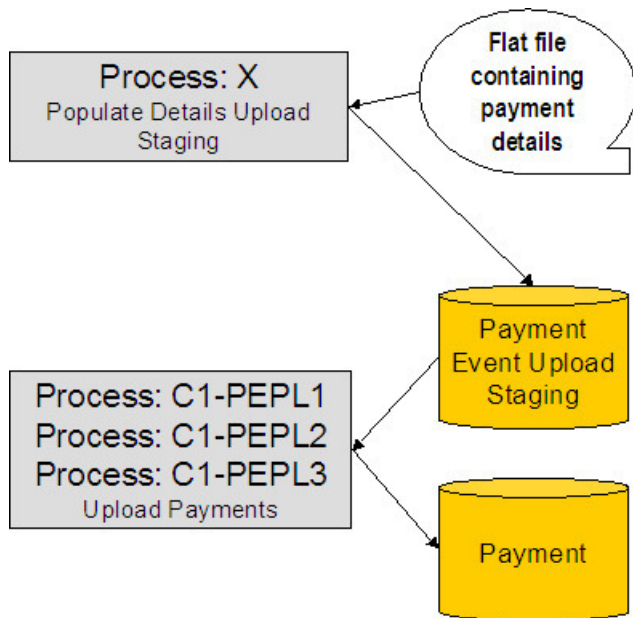 Process: X
Populate Details Upload
Staging
Flat file
containing
payment
details
Payment
Event Upload
Staging
Process: C1-PEPL1
Process: C1-PEPL2
Process: C1-PEPL3
Upload Payments
Payment